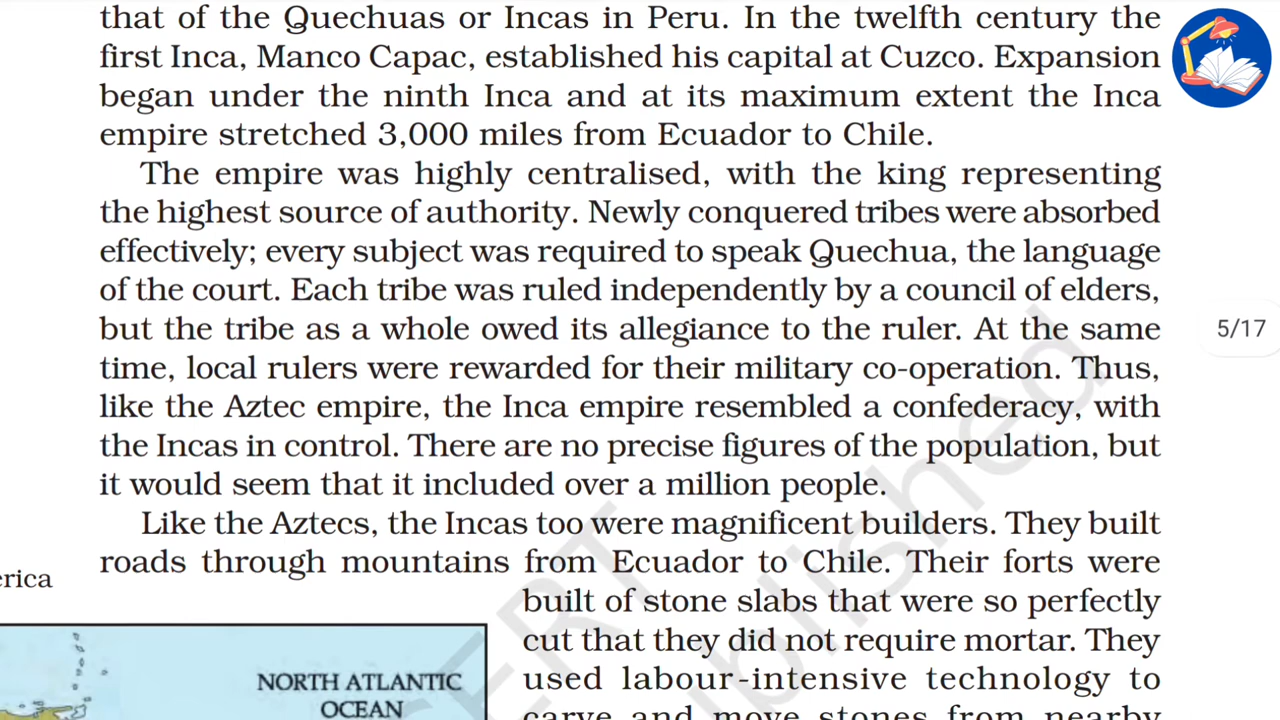 that of the Quechuas or Incas in Peru. In the twelfth century the
first Inca, Manco Capac, established his capital at Cuzco. Expansion
began under the ninth Inca and at its maximum extent the Inca
empire stretched 3,000 miles from Ecuador to Chile.
The empire was highly centralised, with the king representing
the highest source of authority. Newly conquered tribes were absorbed
effectively; every subject was required to speak Quechua, the language
of the court. Each tribe was ruled independently by a council of elders,
but the tribe as a whole owed its allegiance to the ruler. At the same
time, local rulers were rewarded for their military co-operation. Thus,
like the Aztec empire, the Inca empire resembled a confederacy, with
the Incas in control. There are no precise figures of the population, but
it would seem that it included over a million people.
Like the Aztecs, the Incas too were magnificent builders. They built
roads through mountains from Ecuador to Chile. Their forts were
built of stone slabs that were so perfectly
cut that they did not require mortar. They
used labour-intensive technology to
carve and move stones from nearby
erica
NORTH ATLANTIC
OCEAN
5/17
ERT
blished